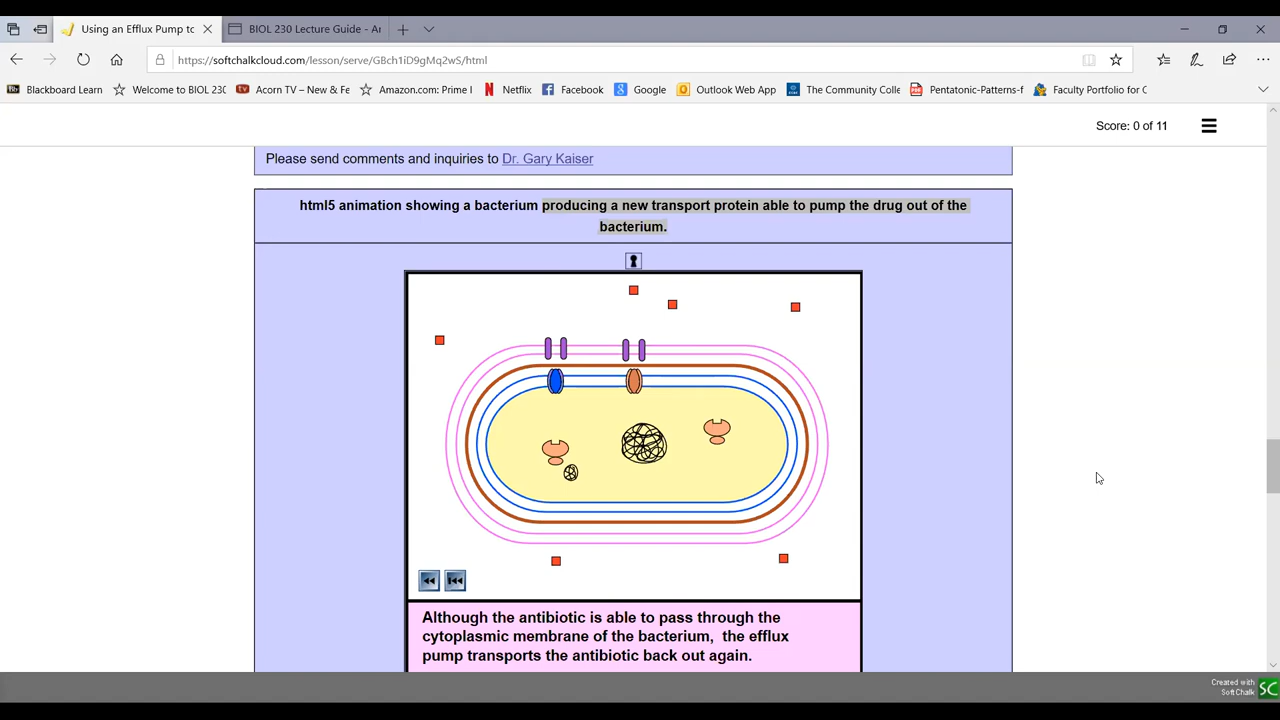 Using an Efflux Pump to
BIOL 230 Lecture Guide - An
https://softchalkcloud.com/lesson/serve/GBch1iD9gMq2wS/html
Blackboard Learn
Welcome to BIOL 230
tv Acorn TV – New & Fe
Amazon.com: Prime I
Netflix
Facebook
Google
Outlook Web App
The Community Colle
Pentatonic-Patterns-f
Faculty Portfolio for C
Score: 0 of 11
Please send comments and inquiries to Dr. Gary Kaiser
html5 animation showing a bacterium producing a new transport protein able to pump the drug out of the
bacterium.
Although the antibiotic is able to pass through the
cytoplasmic membrane of the bacterium, the efflux
pump transports the antibiotic back out again.
Created with
SoftChalk
SC